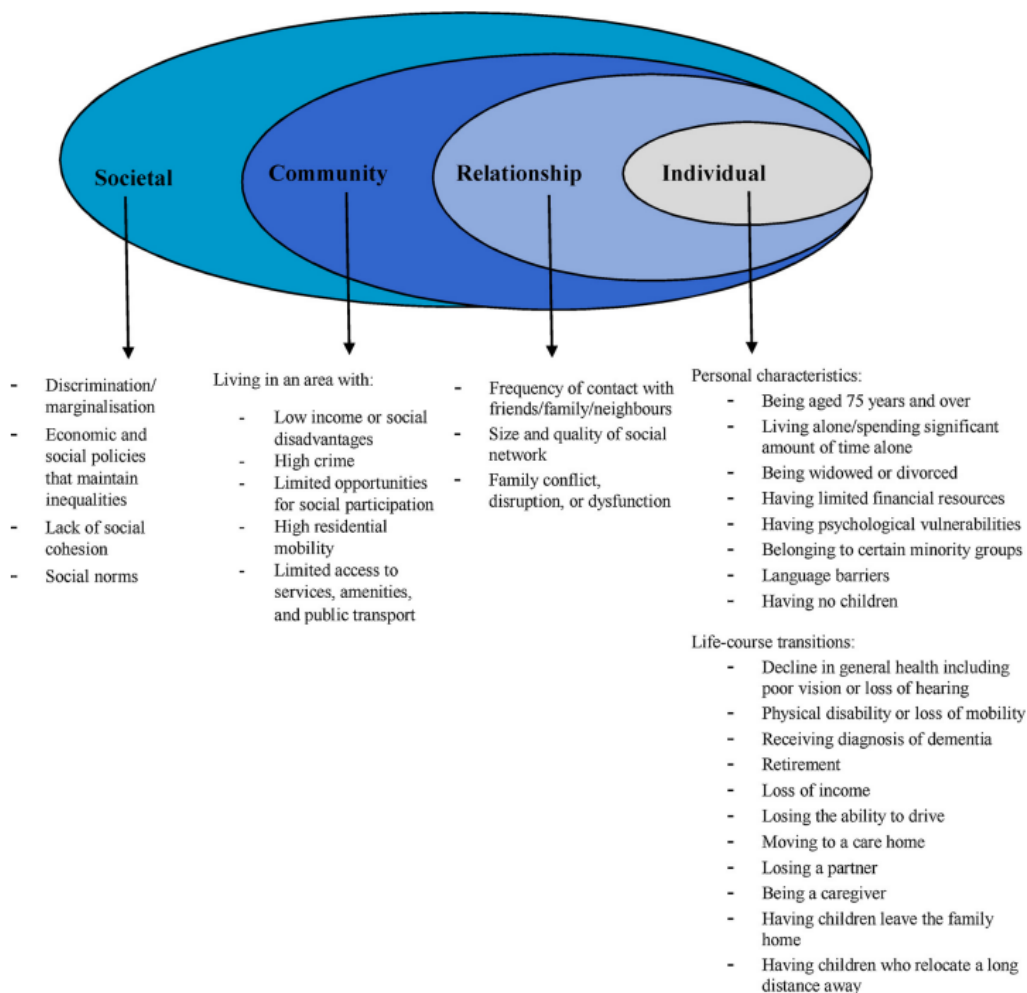 Societal
Community
Relationship
Individual
- Discrimination/
marginalisation
- Economic and
social policies
that maintain
inequalities
- Lack of social
cohesion
- Social norms
Living in an area with:
- Low income or social
disadvantages
- High crime
- Limited opportunities
for social participation
- High residential
mobility
- Limited access to
services, amenities,
and public transport
- Frequency of contact with
friends/family/neighbours
- Size and quality of social
network
- Family conflict,
disruption, or dysfunction
Personal characteristics:
- Being aged 75 years and over
- Living alone/spending significant
amount of time alone
- Being widowed or divorced
- Having limited financial resources
- Having psychological vulnerabilities
- Belonging to certain minority groups
- Language barriers
- Having no children
Life-course transitions:
- Decline in general health including
poor vision or loss of hearing
- Physical disability or loss of mobility
- Receiving diagnosis of dementia
- Retirement
- Loss of income
- Losing the ability to drive
- Moving to a care home
- Losing a partner
- Being a caregiver
- Having children leave the family
home
- Having children who relocate a long
distance away